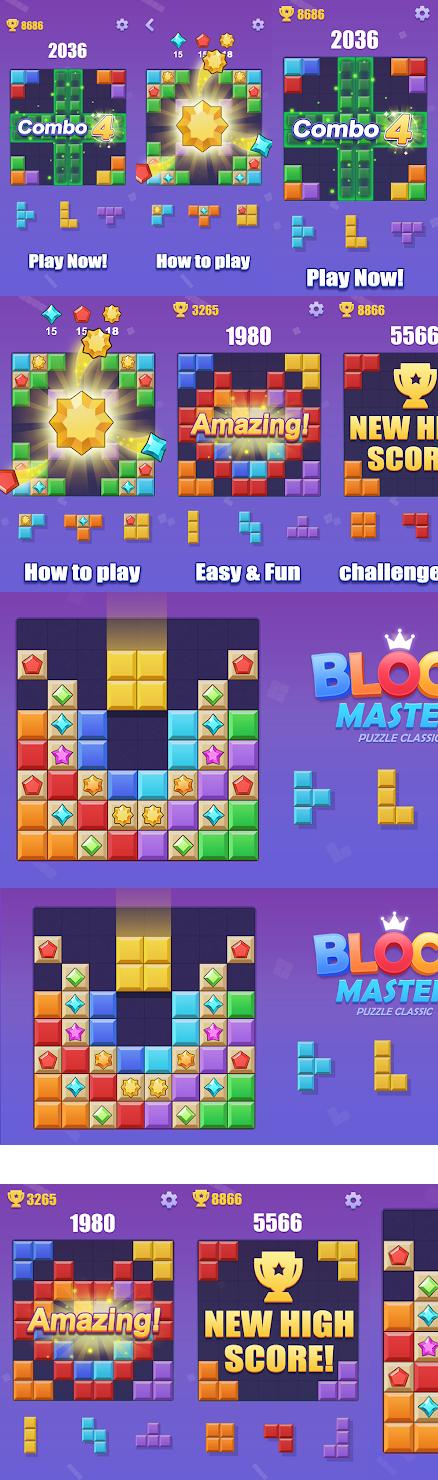 8686
2036
Combo 4
Play Now!
15 15 18
How to play
8686
2036
Combo 4
Play Now!
15 15 18
How to play
3265
1980
Amazing!
Easy & Fun
8866
5566
NEW HI
SCOR
challenge
BLOC
MASTE
PUZZLE CLASSIC
BLOC
MASTE
PUZZLE CLASSIC
3265
1980
Amazing!
8866
5566
NEW HIGH
SCORE!